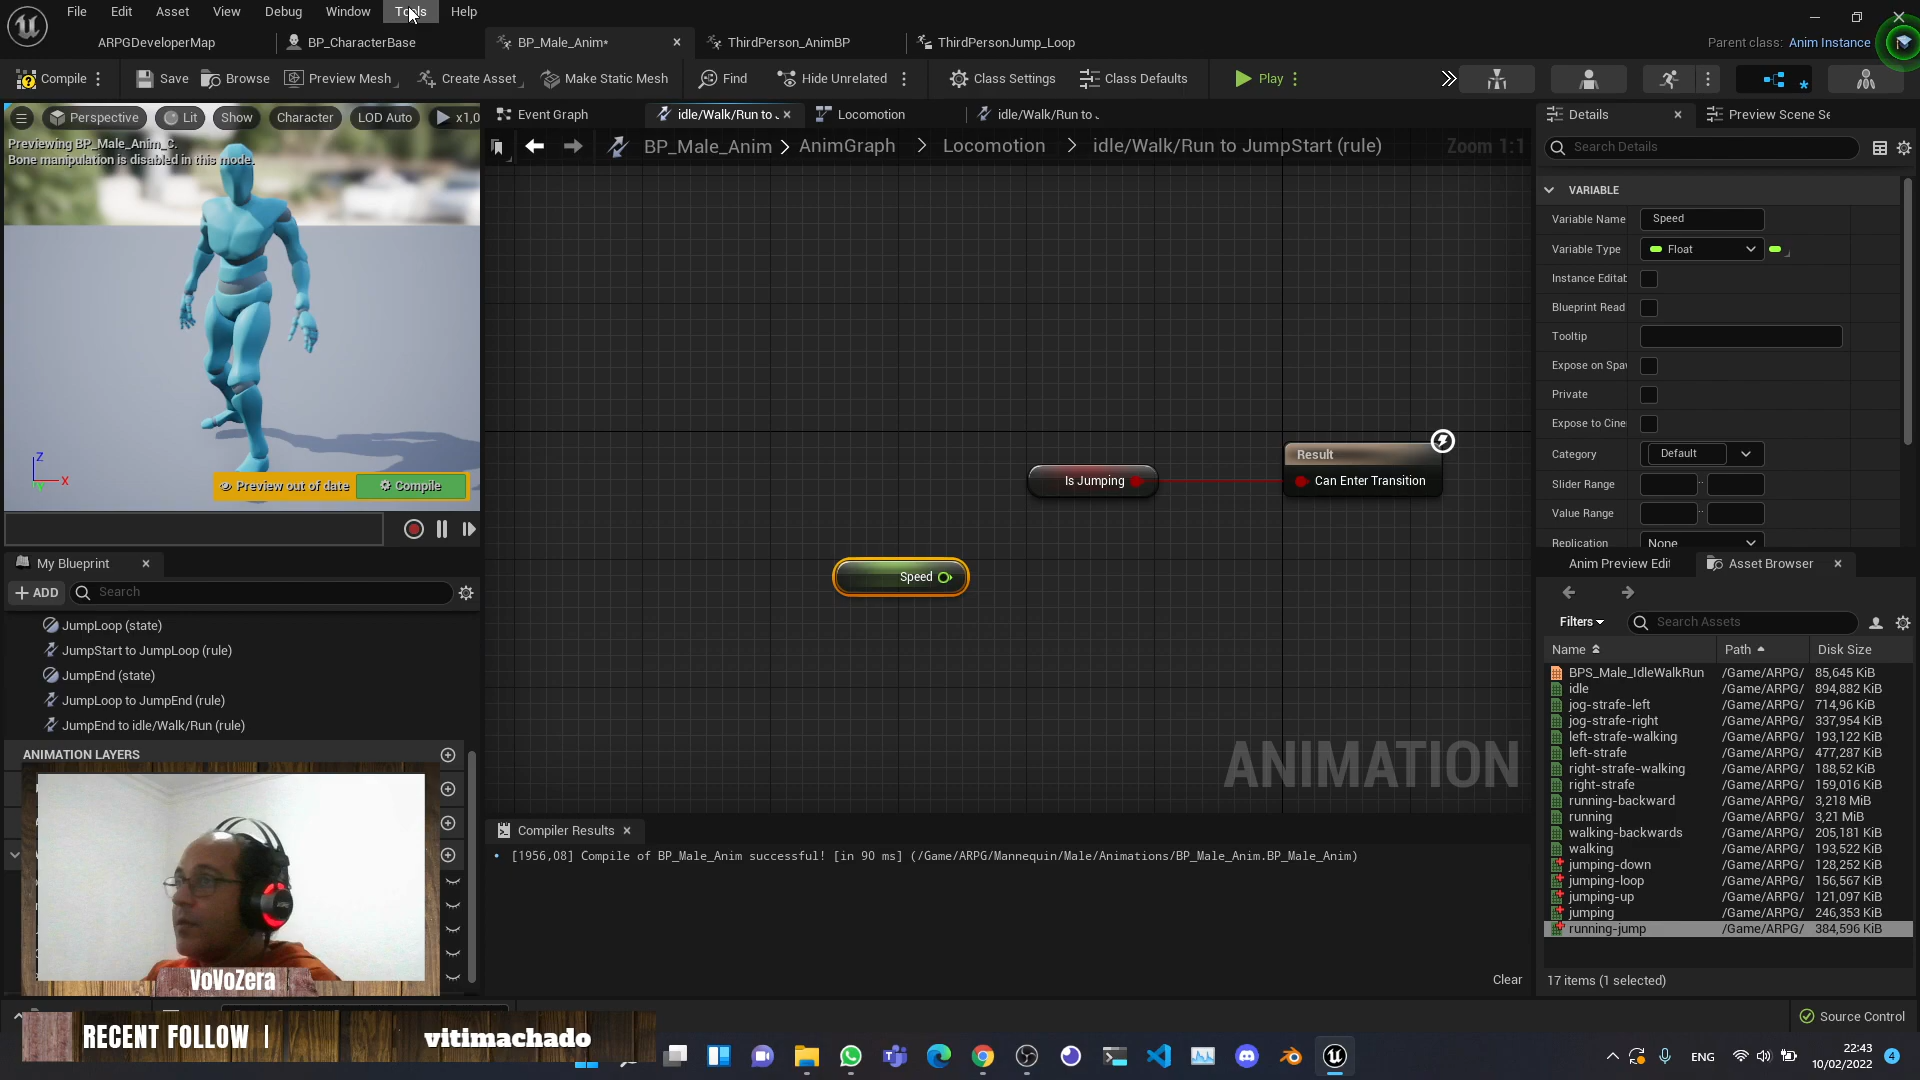 File Edit Asset View Debug Window Tools Help
ARPGDeveloperMap BP_CharacterBase BP_Male_Anim* ThirdPerson_AnimBP ThirdPersonJump_Loop
Parent class: Anim Instance
Compile Save Browse Preview Mesh Create Asset Make Static Mesh Find Hide Unrelated Class Settings Class Defaults Play
Perspective Lit Show Character LOD Auto x1,0
Previewing BP_Male_Anim_C.
Bone manipulation is disabled in this mode.
Z
X
Preview out of date Compile
Event Graph idle/Walk/Run to Locomotion idle/Walk/Run to
BP_Male_Anim > AnimGraph > Locomotion > idle/Walk/Run to JumpStart (rule) Zoom 1:1
Is Jumping
Result
Can Enter Transition
Speed
ANIMATION
Compiler Results
[1956,08] Compile of BP_Male_Anim successful! [in 90 ms] (/Game/ARPG/Mannequin/Male/Animations/BP_Male_Anim.BP_Male_Anim)
Clear
My Blueprint
ADD Search
JumpLoop (state)
JumpStart to JumpLoop (rule)
JumpEnd (state)
JumpLoop to JumpEnd (rule)
JumpEnd to idle/Walk/Run (rule)
ANIMATION LAYERS
VoVoZera
Details Preview Scene Se
Search Details
VARIABLE
Variable Name Speed
Variable Type Float
Instance Editab
Blueprint Read
Tooltip
Expose on Spaw
Private
Expose to Cine
Category Default
Slider Range
Value Range
Replication None
Anim Preview Edit Asset Browser
Filters Search Assets
Name Path Disk Size
BPS_Male_IdleWalkRun /Game/ARPG/ 85,645 KiB
idle /Game/ARPG/ 894,882 KiB
jog-strafe-left /Game/ARPG/ 714,96 KiB
jog-strafe-right /Game/ARPG/ 337,954 KiB
left-strafe-walking /Game/ARPG/ 193,122 KiB
left-strafe /Game/ARPG/ 477,287 KiB
right-strafe-walking /Game/ARPG/ 188,52 KiB
right-strafe /Game/ARPG/ 159,016 KiB
running-backward /Game/ARPG/ 3,218 MiB
running /Game/ARPG/ 3,21 MiB
walking-backwards /Game/ARPG/ 205,181 KiB
walking /Game/ARPG/ 193,522 KiB
jumping-down /Game/ARPG/ 128,252 KiB
jumping-loop /Game/ARPG/ 156,567 KiB
jumping-up /Game/ARPG/ 121,097 KiB
jumping /Game/ARPG/ 246,353 KiB
running-jump /Game/ARPG/ 384,596 KiB
17 items (1 selected)
Source Control
RECENT FOLLOW | vitimachado
ENG 22:43
10/02/2022 4